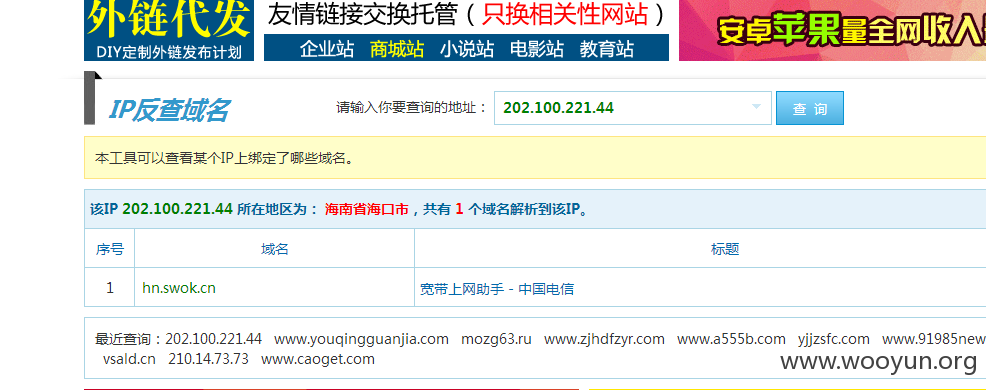 外链代发
DIY定制外链发布计划
友情链接交换托管（只换相关性网站）
企业站 商城站 小说站 电影站 教育站
安卓苹果量全网收入
IP反查域名
请输入你要查询的地址：
202.100.221.44
查 询
本工具可以查看某个IP上绑定了哪些域名。
该IP 202.100.221.44 所在地区为： 海南省海口市，共有 1 个域名解析到该IP。
序号 域名 标题
1 hn.swok.cn 宽带上网助手 - 中国电信
最近查询：202.100.221.44 www.youqingguanjia.com mozg63.ru www.zjhdfzyr.com www.a555b.com yjjzsfc.com www.91985new
vsald.cn 210.14.73.73 www.caoget.com
www.wooyun.org